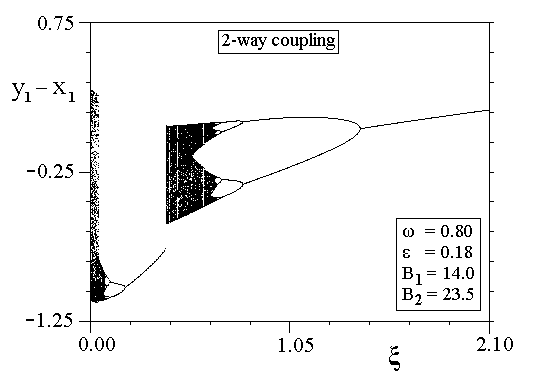 0.75
2-way coupling
y₁ – x₁
−0.25
ω = 0.80
ε = 0.18
B₁ = 14.0
B₂ = 23.5
−1.25
0.00 1.05 2.10
ξ